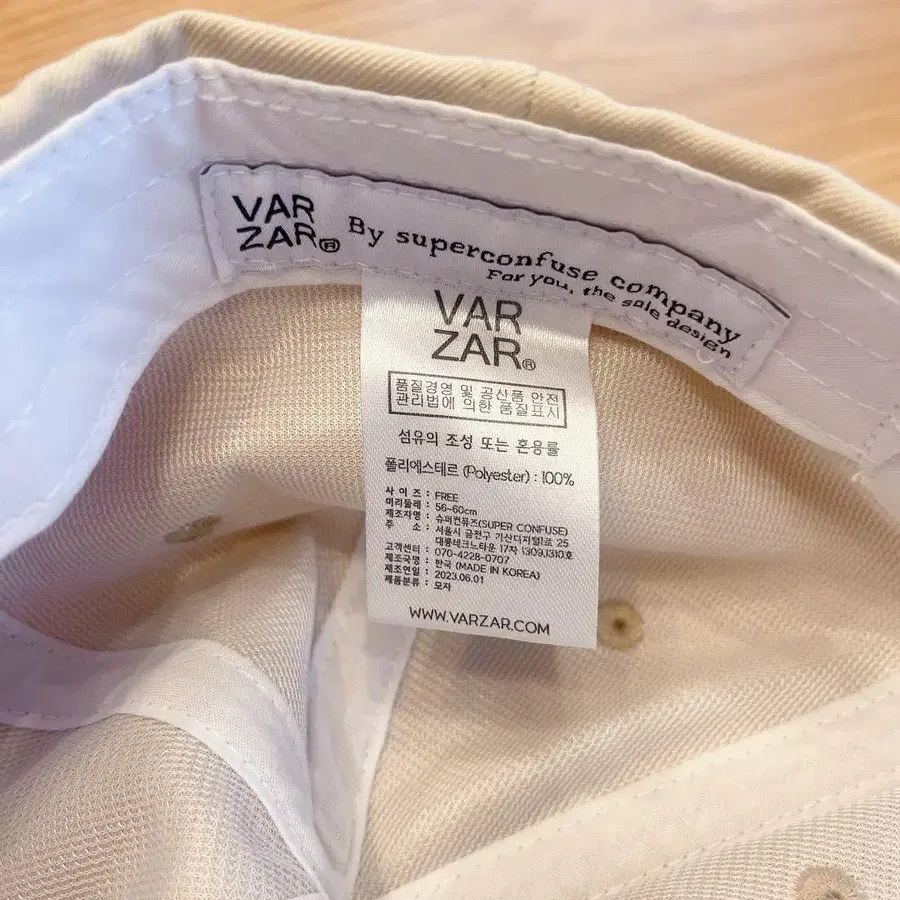 VAR
ZAR®
By superconfuse company
For you, the sole design
VAR
ZAR®
품질경영 및 공산품 안전
관리법에 의한 품질표시
섬유의 조성 또는 혼용률
폴리에스테르 (Polyester) : 100%
사이즈 : FREE
머리둘레 : 56~60cm
제조자명 : 슈퍼컨퓨즈(SUPER CONFUSE)
주 소 : 서울시 금천구 가산디지털1로 25
대륭테크노타운 17차 1309,1310호
고객센터 : 070-4228-0707
제조국명 : 한국 (MADE IN KOREA)
제조연일 : 2023.06.01
제품분류 : 모자
WWW.VARZAR.COM